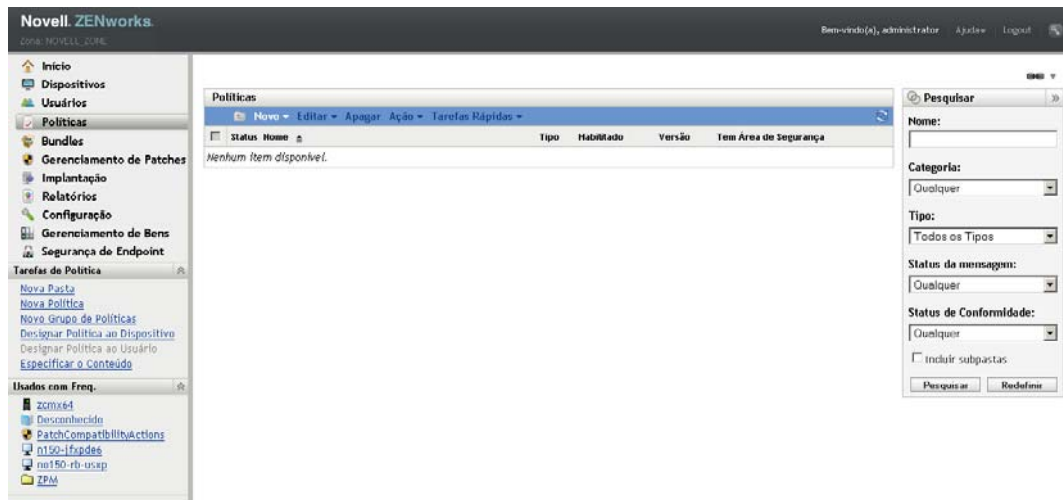 Novell. ZENworks.
Zona: NOVELL_ZONE
Bem-vindo(a), administrator Ajuda Logout
Início
Dispositivos
Usuários
Políticas
Bundles
Gerenciamento de Patches
Implantação
Relatórios
Configuração
Gerenciamento de Bens
Segurança de Endpoint
Tarefas de Política
Nova Pasta
Nova Política
Novo Grupo de Políticas
Designar Política ao Dispositivo
Designar Política ao Usuário
Especificar o Conteúdo
Usados com Freq.
zcmx64
Desconhecido
PatchCompatibilityActions
n150-jfxpde6
no150-rb-usxp
ZPM
Políticas
Novo Editar Apagar Ação Tarefas Rápidas
Status Nome Tipo Habilitado Versão Tem Área de Segurança
Nenhum item disponível.
Pesquisar
Nome:
Categoria:
Qualquer
Tipo:
Todos os Tipos
Status da mensagem:
Qualquer
Status de Conformidade:
Qualquer
Incluir subpastas
Pesquisar Redefinir